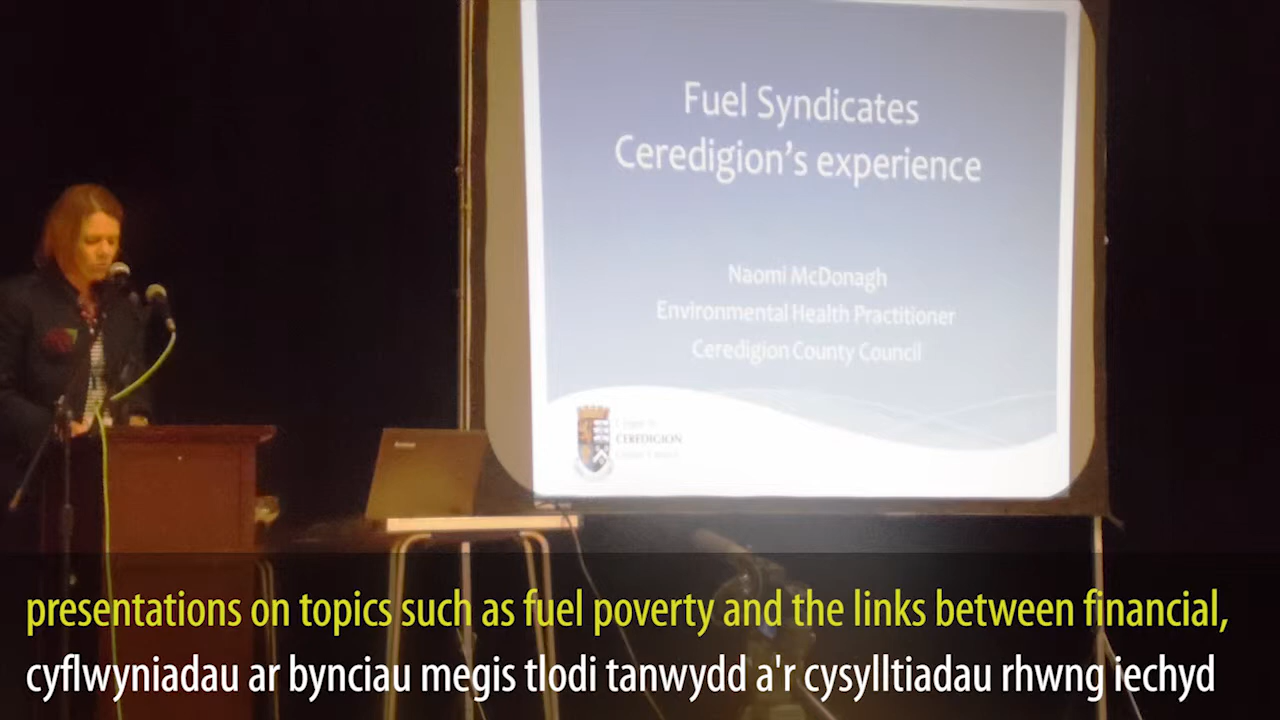 Fuel Syndicates
Ceredigion's experience
Naomi McDonagh
Environmental Health Practitioner
Ceredigion County Council
CEREDIGION
presentations on topics such as fuel poverty and the links between financial,
cyflwyniadau ar bynciau megis tlodi tanwydd a'r cysylltiadau rhwng iechyd